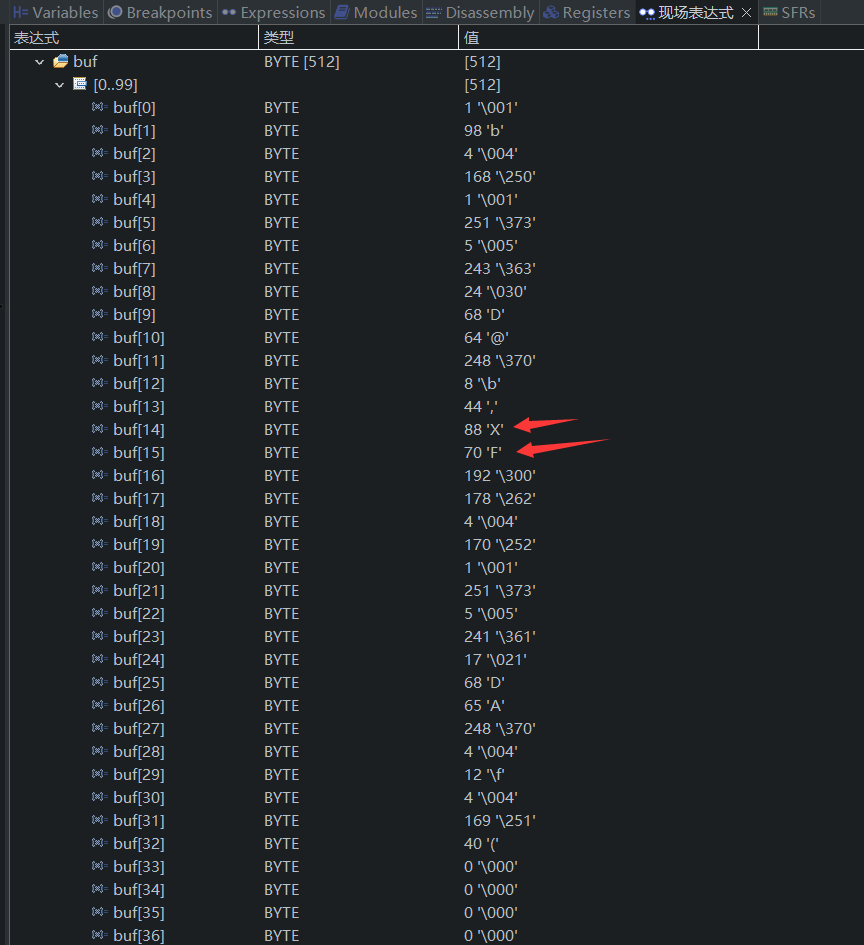 Variables Breakpoints Expressions Modules Disassembly Registers 现场表达式 SFRs
表达式 类型 值
buf BYTE [512] [512]
[0..99] [512]
buf[0] BYTE 1 '\001'
buf[1] BYTE 98 'b'
buf[2] BYTE 4 '\004'
buf[3] BYTE 168 '\250'
buf[4] BYTE 1 '\001'
buf[5] BYTE 251 '\373'
buf[6] BYTE 5 '\005'
buf[7] BYTE 243 '\363'
buf[8] BYTE 24 '\030'
buf[9] BYTE 68 'D'
buf[10] BYTE 64 '@'
buf[11] BYTE 248 '\370'
buf[12] BYTE 8 '\b'
buf[13] BYTE 44 ','
buf[14] BYTE 88 'X'
buf[15] BYTE 70 'F'
buf[16] BYTE 192 '\300'
buf[17] BYTE 178 '\262'
buf[18] BYTE 4 '\004'
buf[19] BYTE 170 '\252'
buf[20] BYTE 1 '\001'
buf[21] BYTE 251 '\373'
buf[22] BYTE 5 '\005'
buf[23] BYTE 241 '\361'
buf[24] BYTE 17 '\021'
buf[25] BYTE 68 'D'
buf[26] BYTE 65 'A'
buf[27] BYTE 248 '\370'
buf[28] BYTE 4 '\004'
buf[29] BYTE 12 '\f'
buf[30] BYTE 4 '\004'
buf[31] BYTE 169 '\251'
buf[32] BYTE 40 '('
buf[33] BYTE 0 '\000'
buf[34] BYTE 0 '\000'
buf[35] BYTE 0 '\000'
buf[36] BYTE 0 '\000'